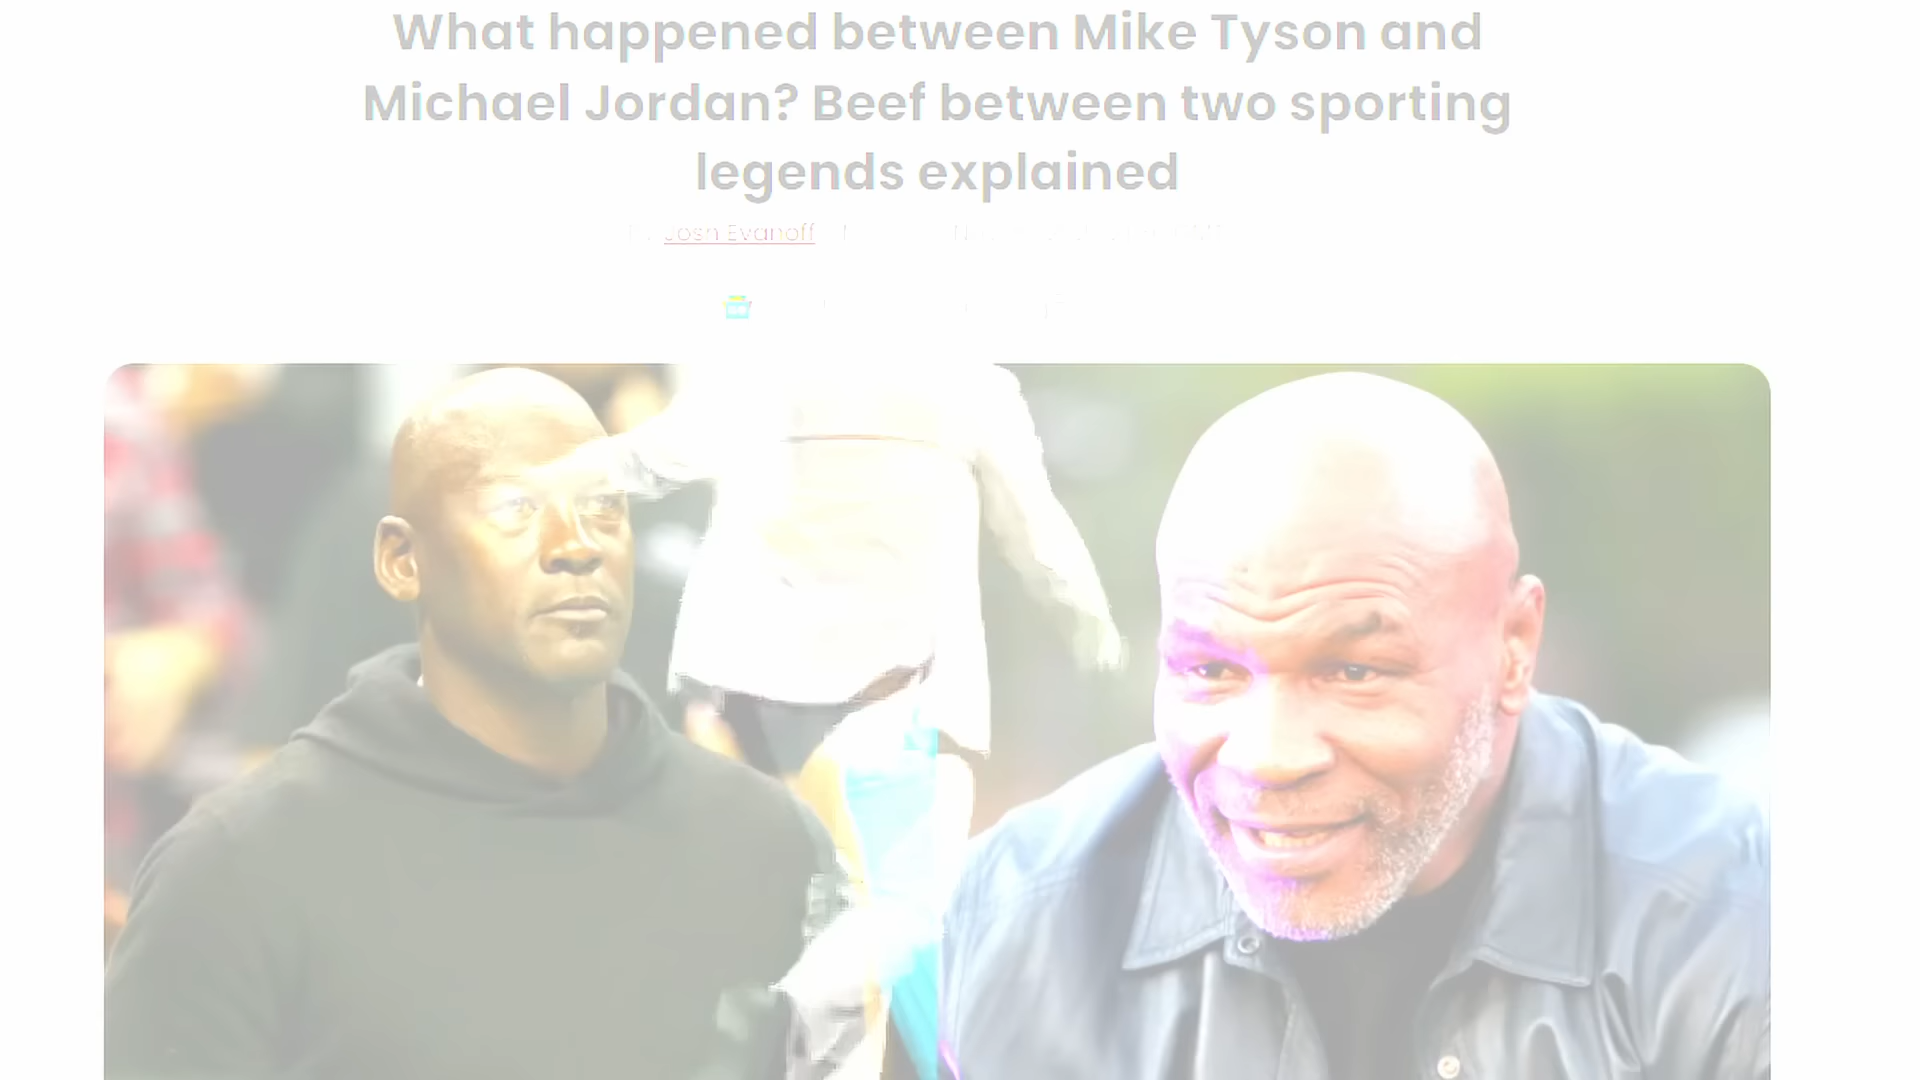 What happened between Mike Tyson and
Michael Jordan? Beef between two sporting
legends explained
Josh Evanoff